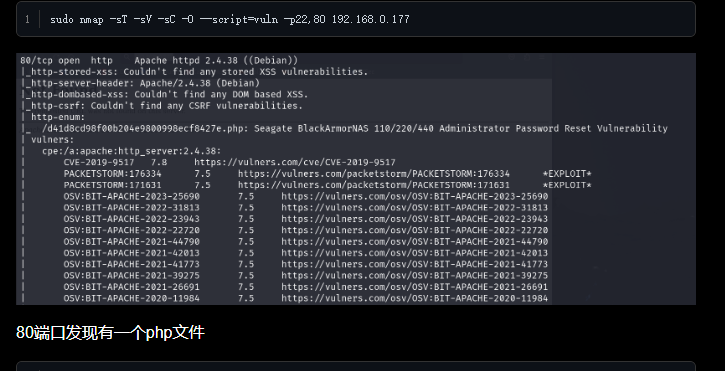 1 sudo nmap -sT -sV -sC -O --script=vuln -p22,80 192.168.0.177
80/tcp open  http    Apache httpd 2.4.38 ((Debian))
|_http-stored-xss: Couldn't find any stored XSS vulnerabilities.
|_http-server-header: Apache/2.4.38 (Debian)
|_http-dombased-xss: Couldn't find any DOM based XSS.
|_http-csrf: Couldn't find any CSRF vulnerabilities.
| http-enum:
|_  /d41d8cd98f00b204e9800998ecf8427e.php: Seagate BlackArmorNAS 110/220/440 Administrator Password Reset Vulnerability
| vulners:
|   cpe:/a:apache:http_server:2.4.38:
|       CVE-2019-9517   7.8     https://vulners.com/cve/CVE-2019-9517
|       PACKETSTORM:176334      7.5     https://vulners.com/packetstorm/PACKETSTORM:176334      *EXPLOIT*
|       PACKETSTORM:171631      7.5     https://vulners.com/packetstorm/PACKETSTORM:171631      *EXPLOIT*
|       OSV:BIT-APACHE-2023-25690       7.5     https://vulners.com/osv/OSV:BIT-APACHE-2023-25690
|       OSV:BIT-APACHE-2022-31813       7.5     https://vulners.com/osv/OSV:BIT-APACHE-2022-31813
|       OSV:BIT-APACHE-2022-23943       7.5     https://vulners.com/osv/OSV:BIT-APACHE-2022-23943
|       OSV:BIT-APACHE-2022-22720       7.5     https://vulners.com/osv/OSV:BIT-APACHE-2022-22720
|       OSV:BIT-APACHE-2021-44790       7.5     https://vulners.com/osv/OSV:BIT-APACHE-2021-44790
|       OSV:BIT-APACHE-2021-42013       7.5     https://vulners.com/osv/OSV:BIT-APACHE-2021-42013
|       OSV:BIT-APACHE-2021-41773       7.5     https://vulners.com/osv/OSV:BIT-APACHE-2021-41773
|       OSV:BIT-APACHE-2021-39275       7.5     https://vulners.com/osv/OSV:BIT-APACHE-2021-39275
|       OSV:BIT-APACHE-2021-26691       7.5     https://vulners.com/osv/OSV:BIT-APACHE-2021-26691
|       OSV:BIT-APACHE-2020-11984       7.5     https://vulners.com/osv/OSV:BIT-APACHE-2020-11984
80端口发现有一个php文件